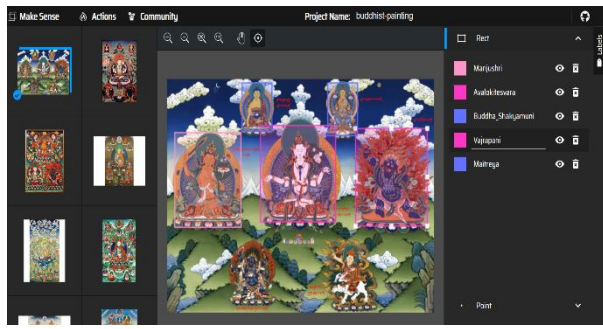 Make Sense
Actions
Community
Project Name: buddhist-painting
Rect
Manjushri
Avalokitesvara
Buddha_Shakyamuni
Vajrapani
Maitreya
Point
Labels